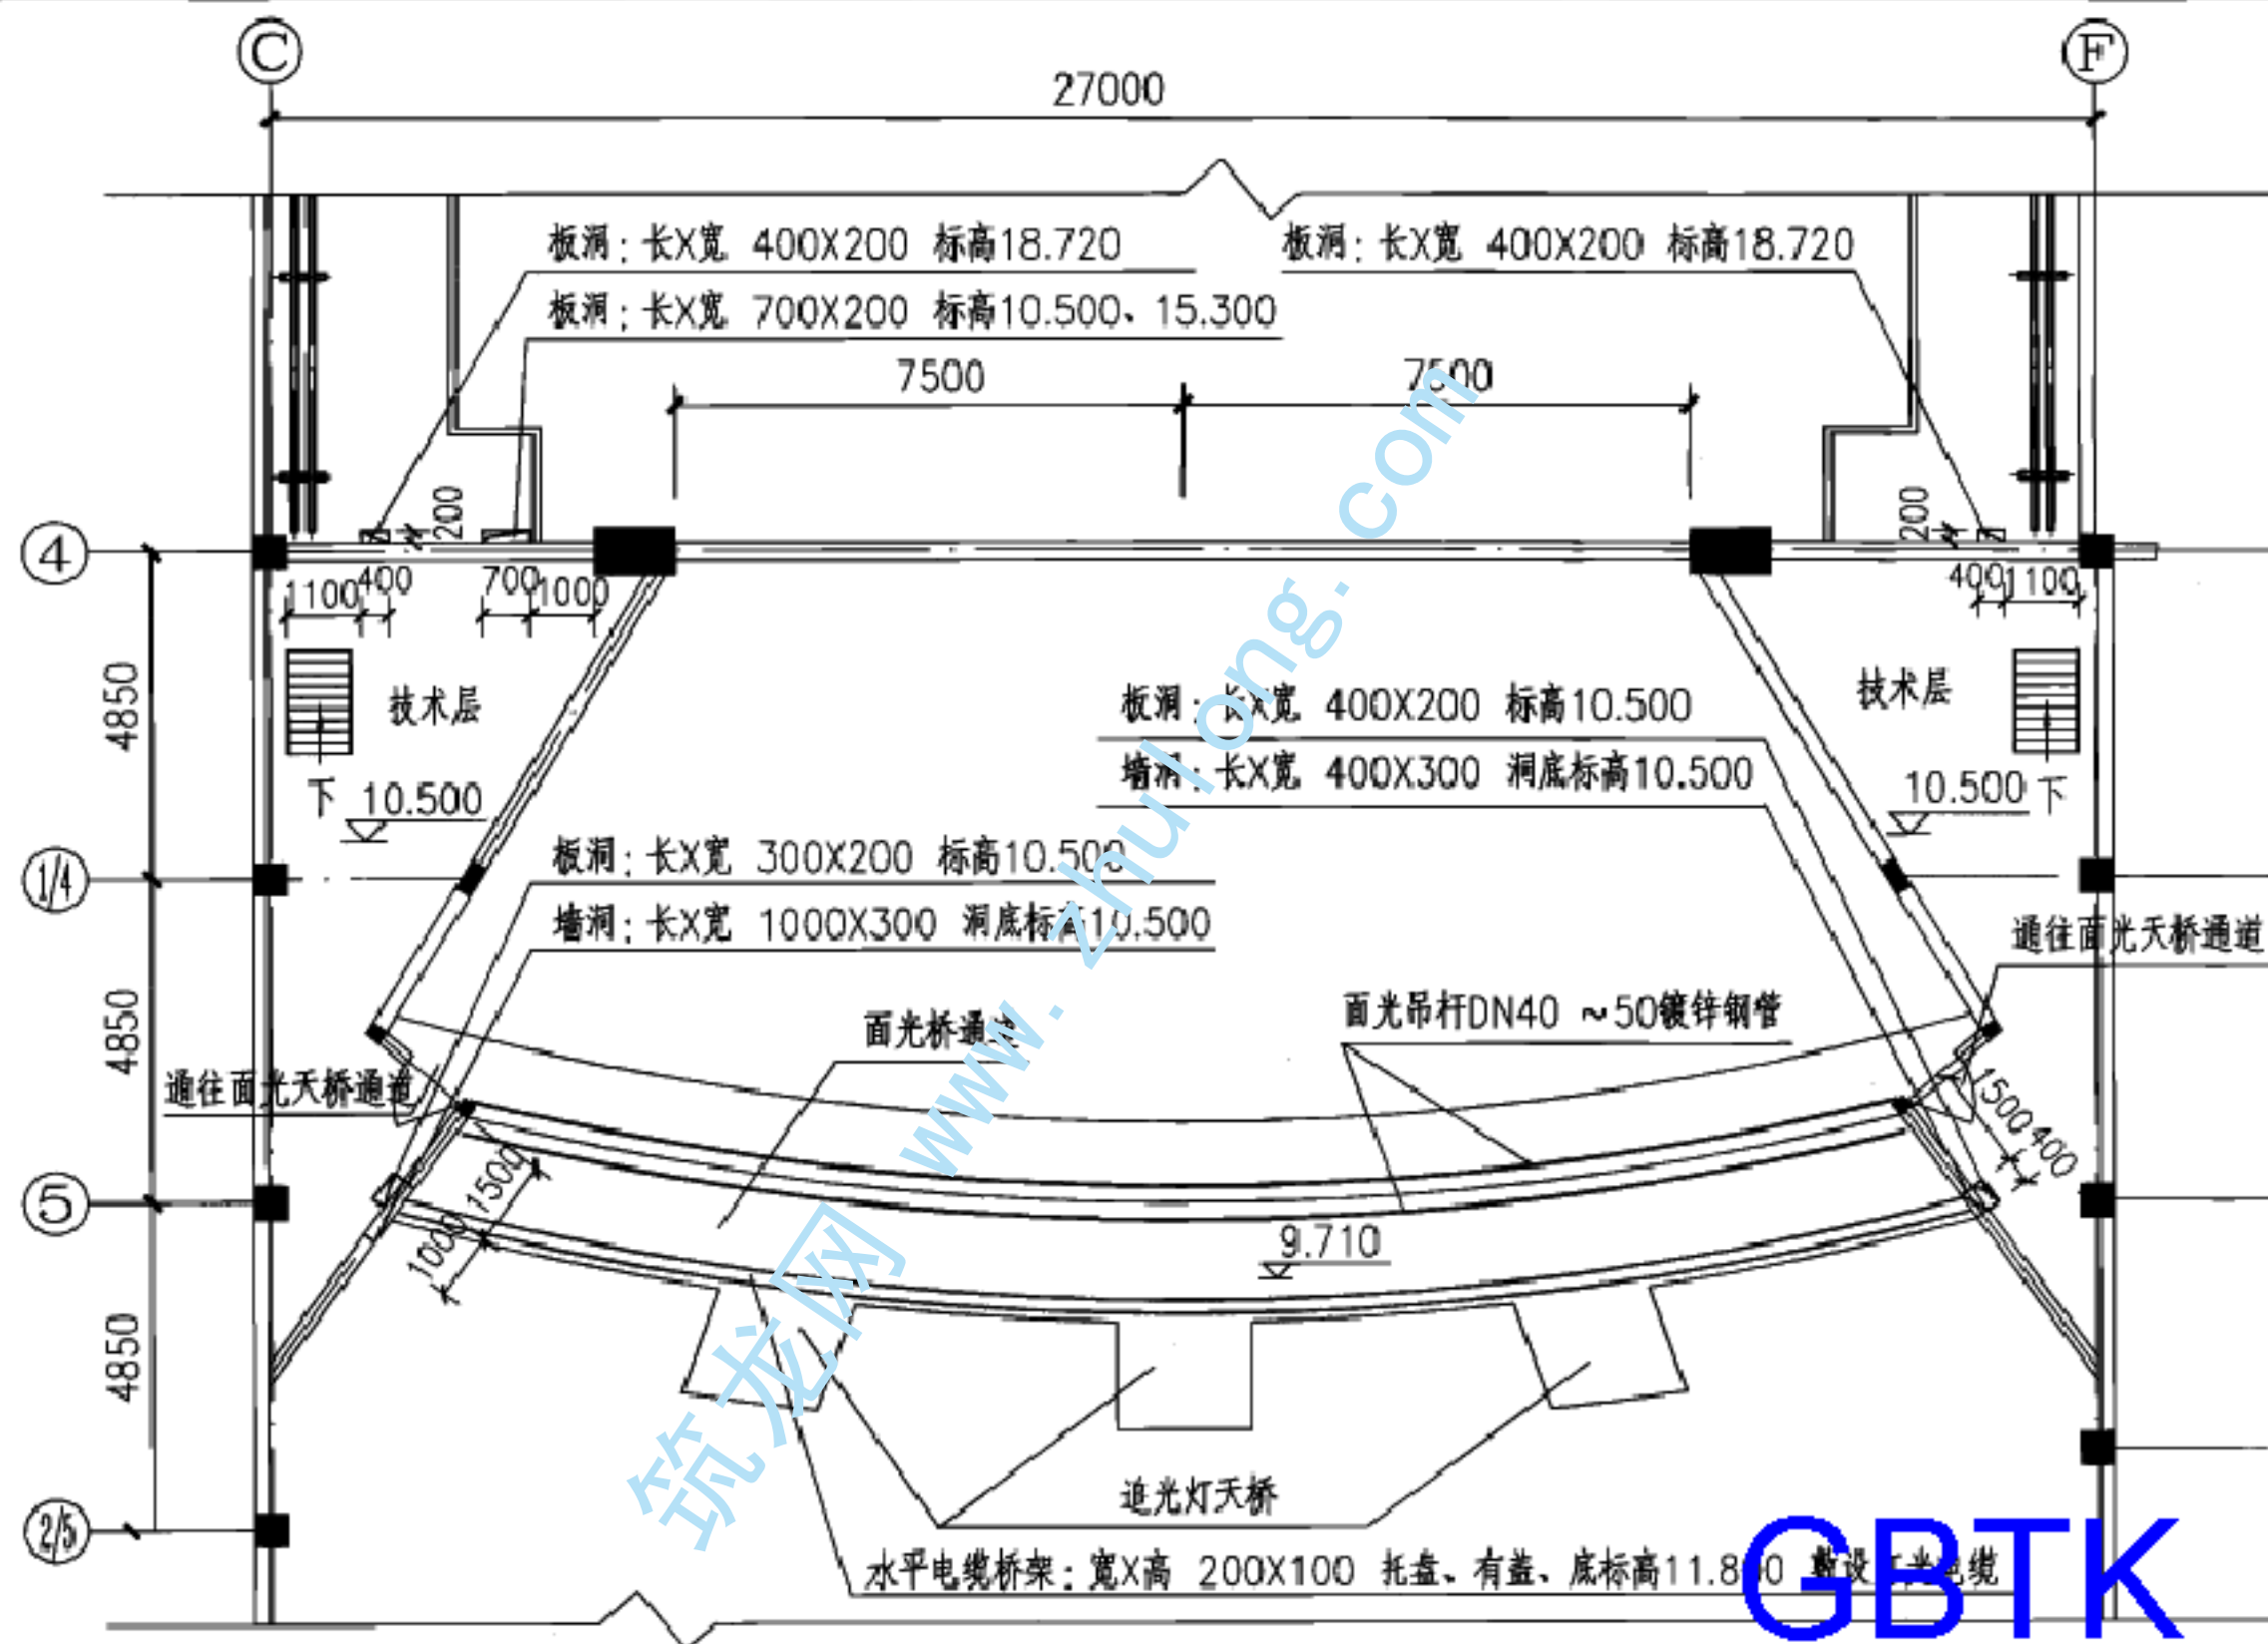 C
F
27000
板洞：长X宽 400X200 标高18.720
板洞：长X宽 400X200 标高18.720
板洞：长X宽 700X200 标高10.500、15.300
7500
7500
200
200
4
1100
400
700
1000
400
1100
4850
技术层
技术层
板洞：长X宽 400X200 标高10.500
墙洞：长X宽 400X300 洞底标高10.500
下
10.500
10.500
下
1/4
板洞：长X宽 300X200 标高10.500
墙洞：长X宽 1000X300 洞底标高10.500
通往面光天桥通道
4850
面光桥通道
面光吊杆DN40 ~50镀锌钢管
通往面光天桥通道
1500
400
5
1500
1000
9.710
4850
追光灯天桥
2/5
水平电缆桥架：宽X高 200X100 托盘、有盖、底标高
电缆
筑龙网 www.zhulong.com
GBTK